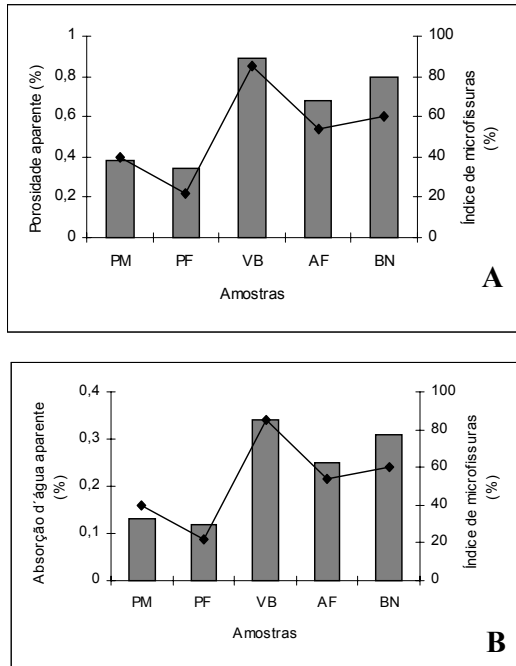 1
0,8
0,6
0,4
0,2
0
Porosidade aparente (%)
100
80
60
40
20
0
Índice de microfissuras
(%)
PM PF VB AF BN
Amostras
A
0,4
0,3
0,2
0,1
0
Absorção d´água aparente
(%)
100
80
60
40
20
0
Índice de microfissuras
(%)
PM PF VB AF BN
Amostras
B